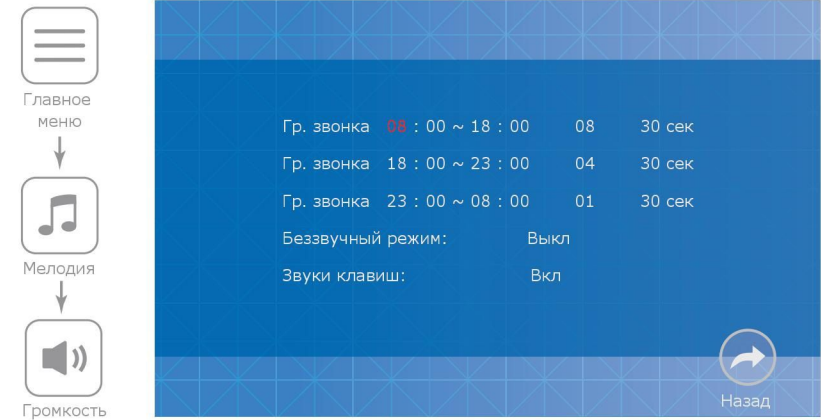 Главное
меню
Мелодия
Громкость
Гр. звонка 08 : 00 ~ 18 : 00 08 30 сек
Гр. звонка 18 : 00 ~ 23 : 00 04 30 сек
Гр. звонка 23 : 00 ~ 08 : 00 01 30 сек
Беззвучный режим: Выкл
Звуки клавиш: Вкл
Назад